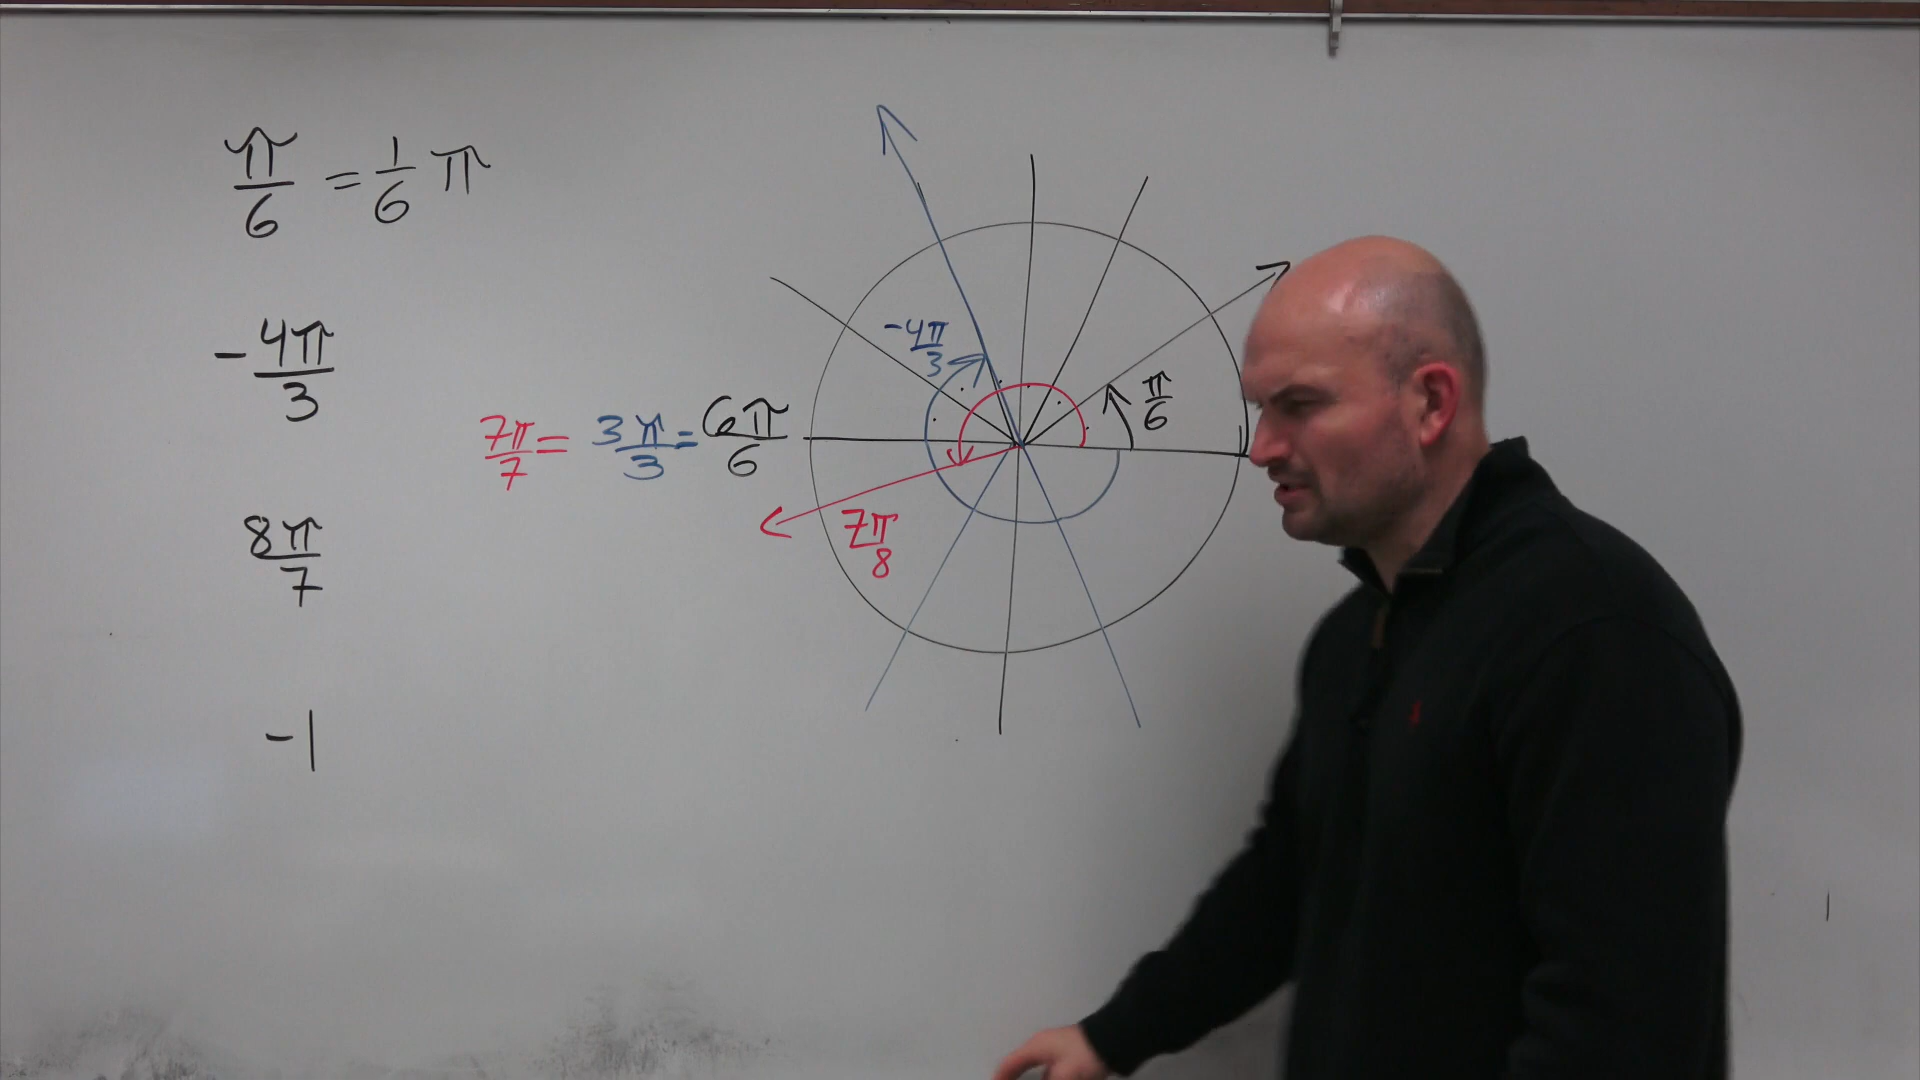 π/6 = 1/6 π
-4π/3
8π/7
-1
7π/7 = 3π/3 = 6π/6
-4π/3
π/6
7π/8